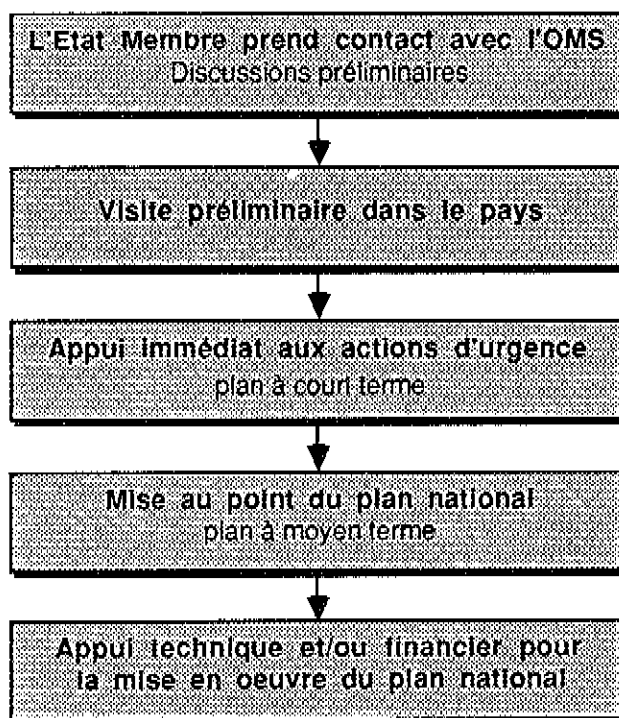 L'Etat Membre prend contact avec l'OMS
Discussions préliminaires
Visite préliminaire dans le pays
Appui immédiat aux actions d'urgence
plan à court terme
Mise au point du plan national
plan à moyen terme
Appui technique et/ou financier pour
la mise en oeuvre du plan national